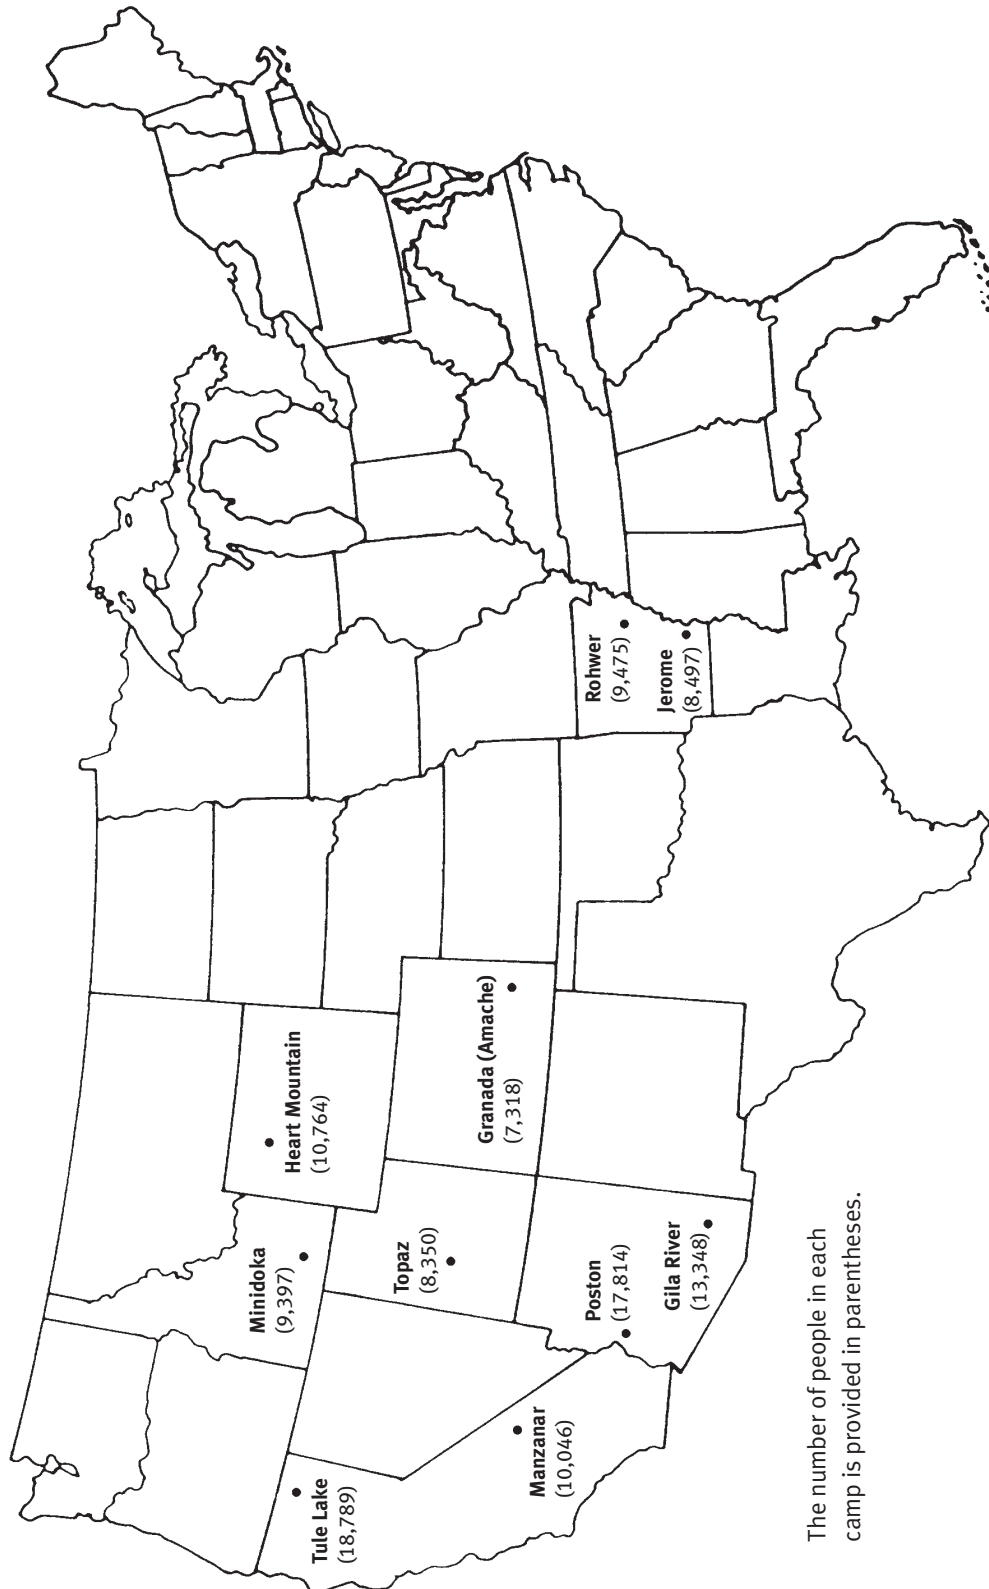 Tule Lake
(18,789)
Manzanar
(10,046)
Minidoka
(9,397)
Topaz
(8,350)
Poston
(17,814)
Gila River
(13,348)
Heart Mountain
(10,764)
Granada (Amache)
(7,318)
Rohwer
(9,475)
Jerome
(8,497)
The number of people in each
camp is provided in parentheses.